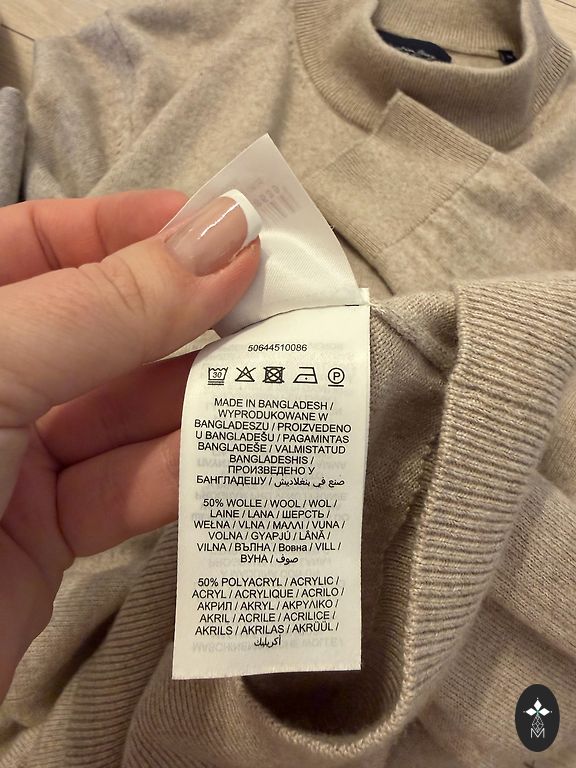 50644510086
30
P
MADE IN BANGLADESH /
WYPRODUKOWANE W
BANGLADESZU / PROIZVEDENO
U BANGLADEŠU / PAGAMINTAS
BANGLADEŠE / VALMISTATUD
BANGLADESHIS /
ПРОИЗВЕДЕНО У
БАНГЛАДЕШУ / صنع في بنغلاديش
50% WOLLE / WOOL / WOL /
LAINE / LANA / ШЕРСТЬ /
WEŁNA / VLNA / ΜΑΛΛΙ / VUNA /
VOLNA / GYAPJÚ / LÂNĂ /
VILNA / ВЪЛНА / Вовна / VILL /
ВУНА / صوف
50% POLYACRYL / ACRYLIC /
ACRYL / ACRYLIQUE / ACRILO /
АКРИЛ / AKRYL / ΑΚΡΥΛΙΚΟ /
AKRIL / ACRILE / ACRILICE /
AKRILS / AKRILAS / AKRÜÜL /
أكريليك
M